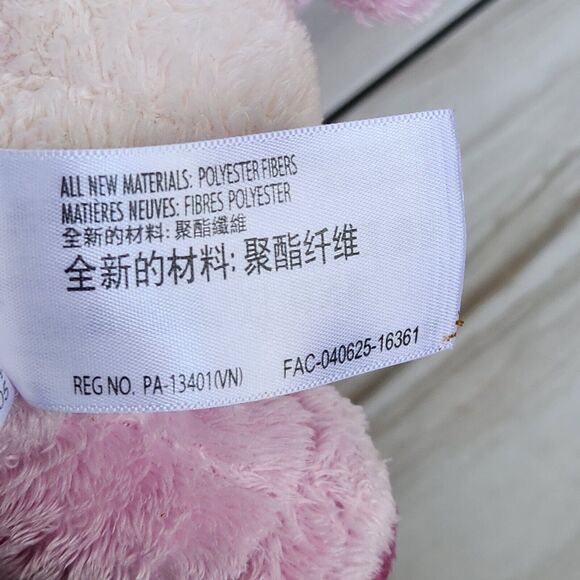 ALL NEW MATERIALS: POLYESTER FIBERS
MATIÈRES NEUVES: FIBRES POLYESTER
全新的材料: 聚酯纖維
全新的材料: 聚酯纤维
REG NO. PA-13401(VN)
FAC-040625-16361